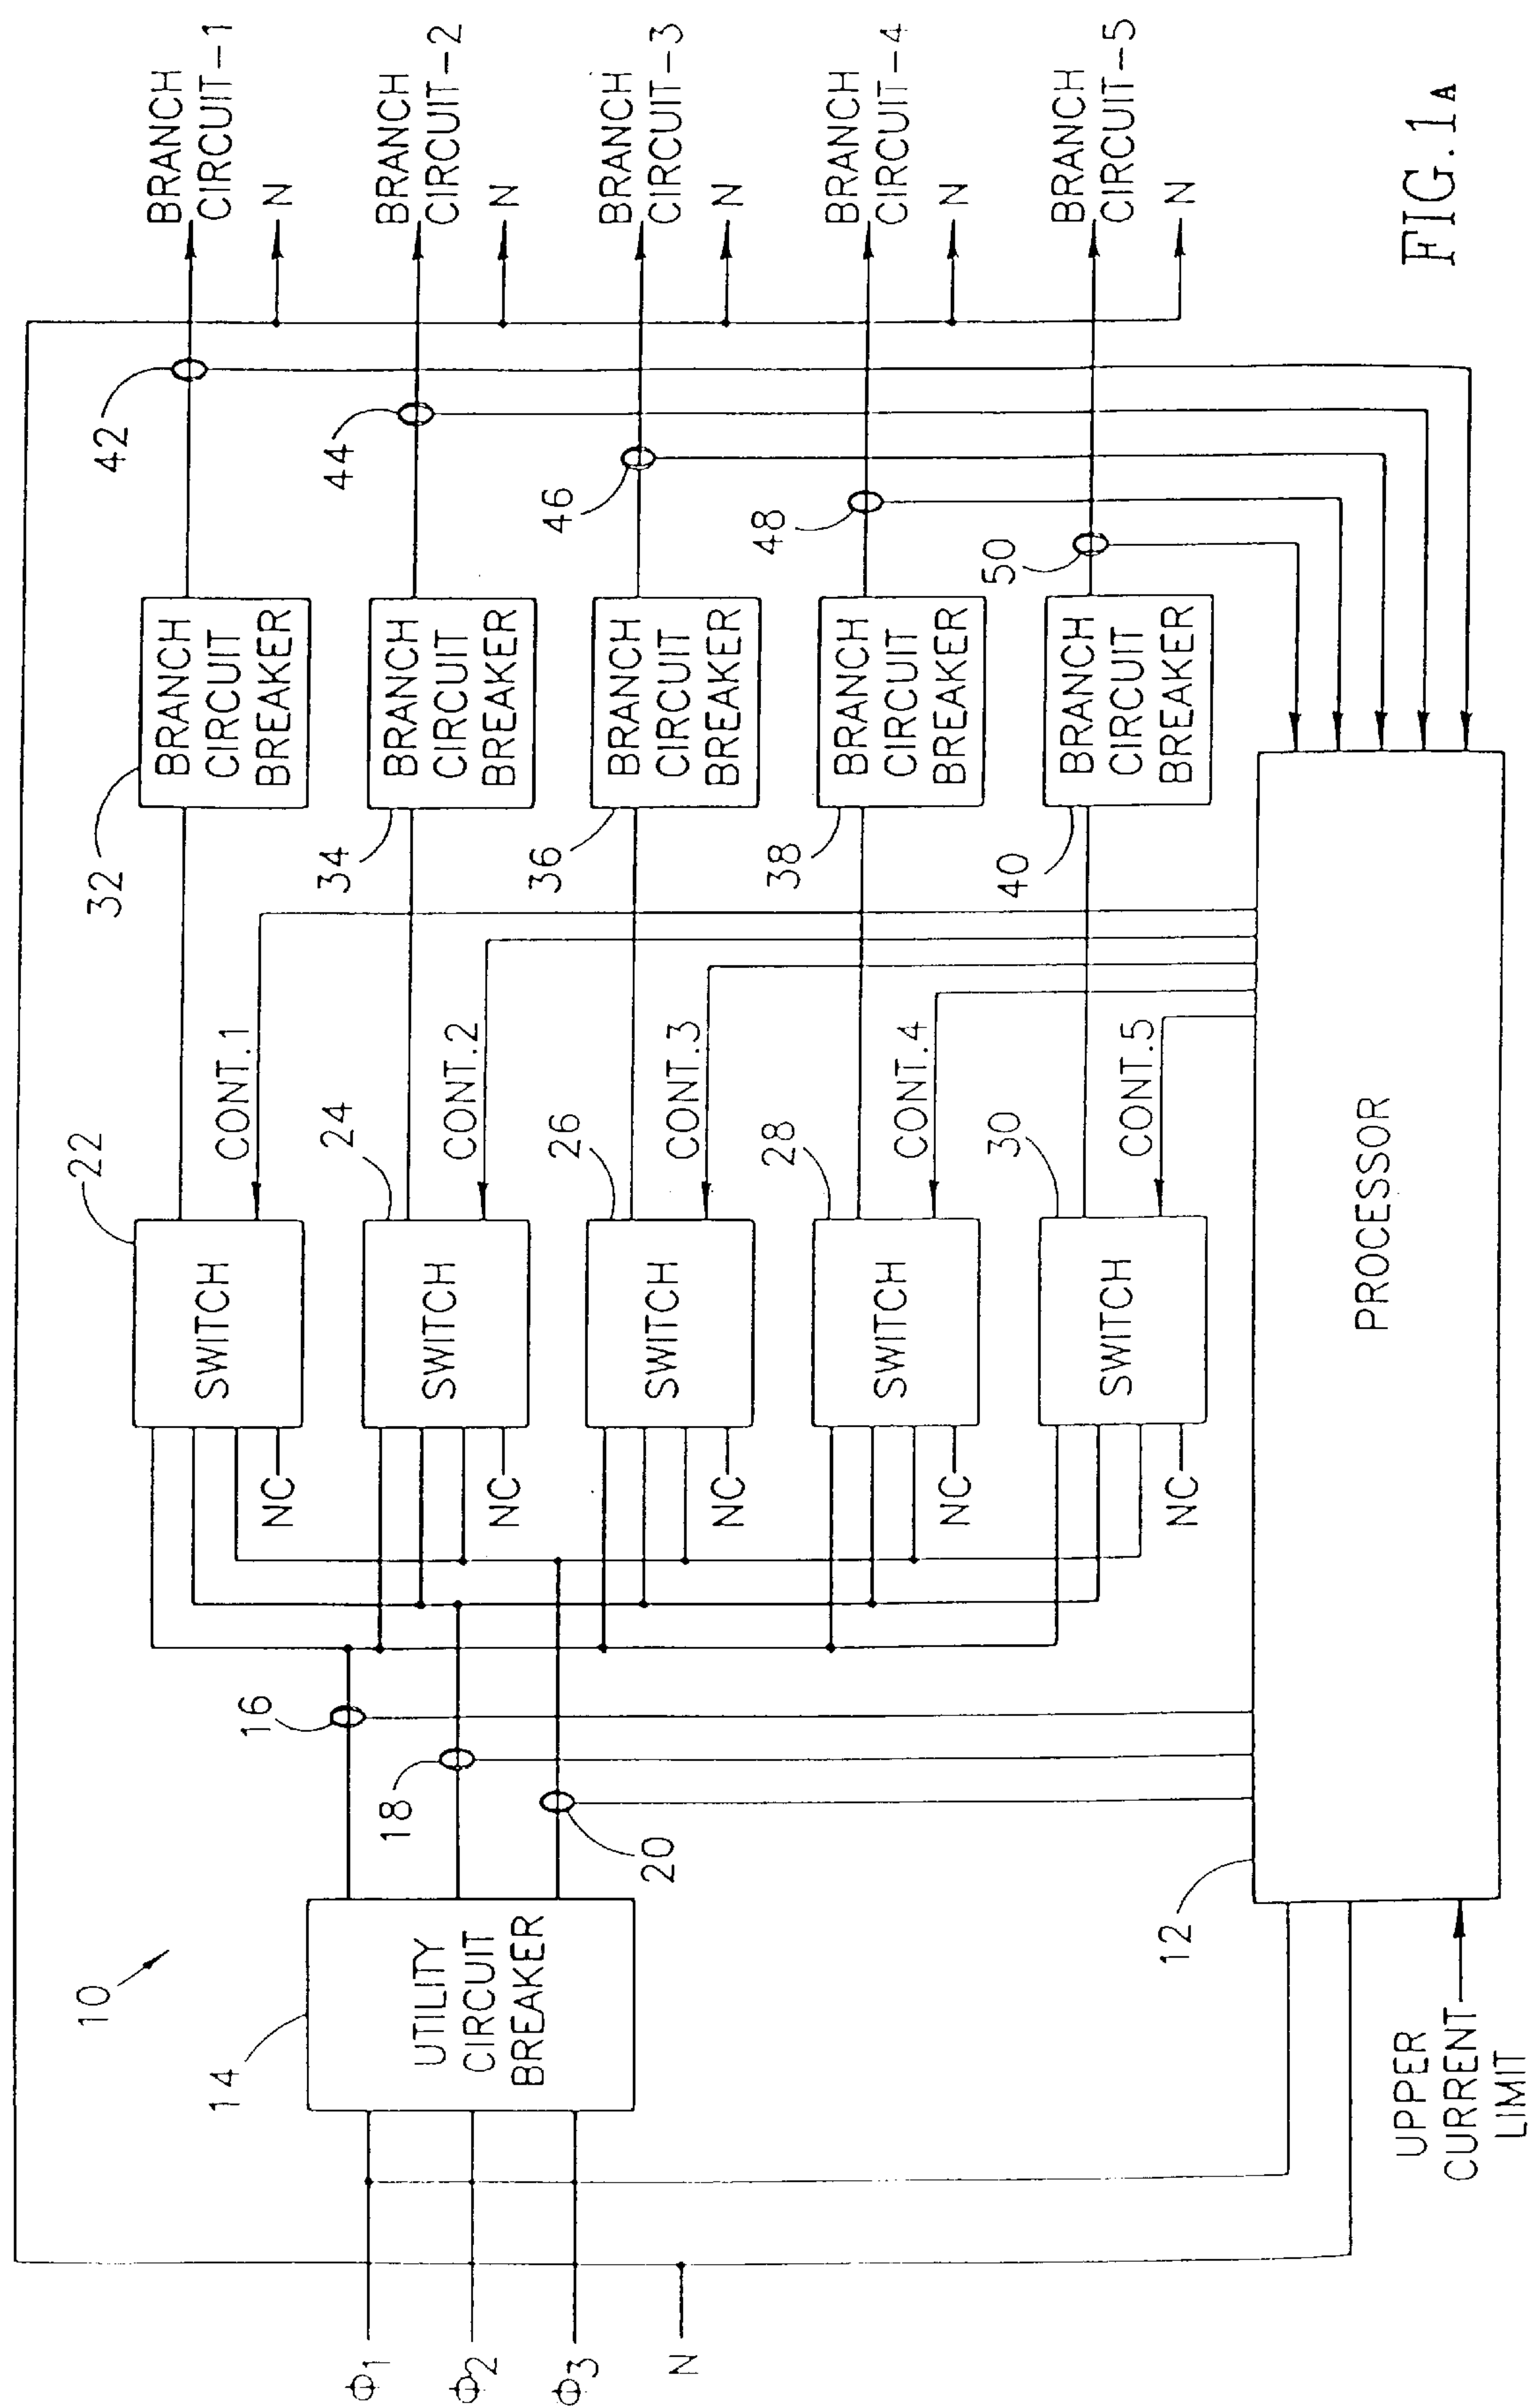 10
Φ1
Φ2
Φ3
N
14
UTILITY
CIRCUIT
BREAKER
16
18
20
22
SWITCH
NC
CONT.1
24
SWITCH
NC
CONT.2
26
SWITCH
NC
CONT.3
28
SWITCH
NC
CONT.4
30
SWITCH
NC
CONT.5
32
BRANCH
CIRCUIT
BREAKER
34
BRANCH
CIRCUIT
BREAKER
36
BRANCH
CIRCUIT
BREAKER
38
BRANCH
CIRCUIT
BREAKER
40
BRANCH
CIRCUIT
BREAKER
42
44
46
48
50
BRANCH
CIRCUIT-1
N
BRANCH
CIRCUIT-2
N
BRANCH
CIRCUIT-3
N
BRANCH
CIRCUIT-4
N
BRANCH
CIRCUIT-5
N
12
PROCESSOR
UPPER
CURRENT
LIMIT
FIG.1A